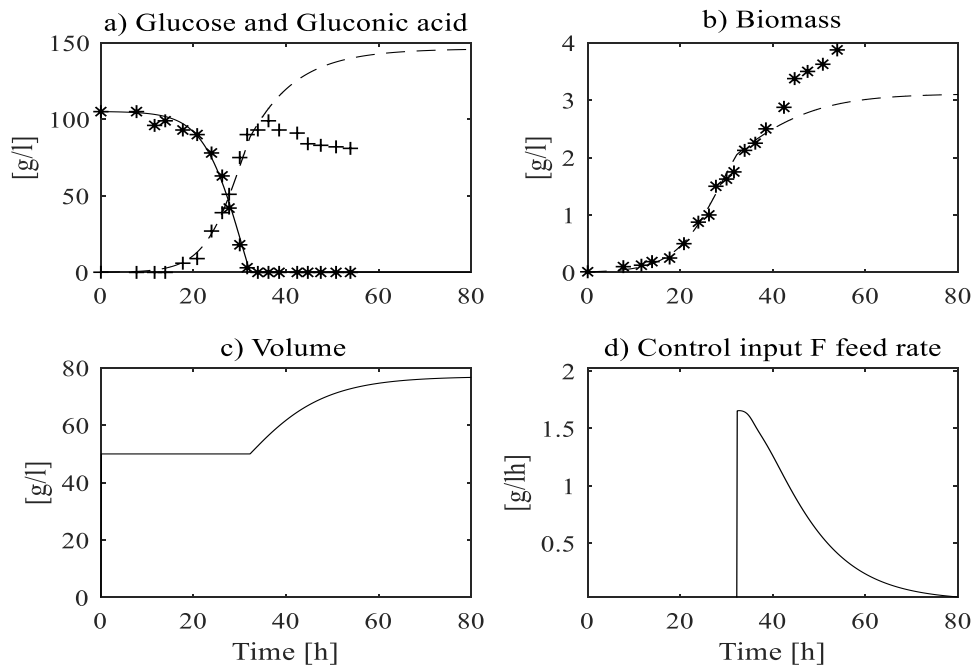 a) Glucose and Gluconic acid
[g/l]
150
100
50
0
0 20 40 60 80
b) Biomass
[g/l]
4
3
2
1
0
0 20 40 60 80
c) Volume
[g/l]
80
60
40
20
0
0 20 40 60 80
Time [h]
d) Control input F feed rate
[g/lh]
2
1.5
1
0.5
0 20 40 60 80
Time [h]